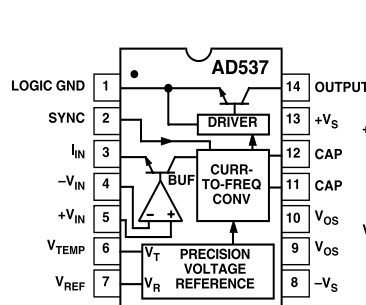 AD537
LOGIC GND 1
14 OUTPUT
DRIVER
SYNC 2
13 +VS
IIN 3
12 CAP
–VIN 4
BUF
CURR-
TO-FREQ
CONV
11 CAP
– +
+VIN 5
10 VOS
VTEMP 6
VT
PRECISION
VOLTAGE
REFERENCE
9 VOS
VREF 7
VR
8 –VS